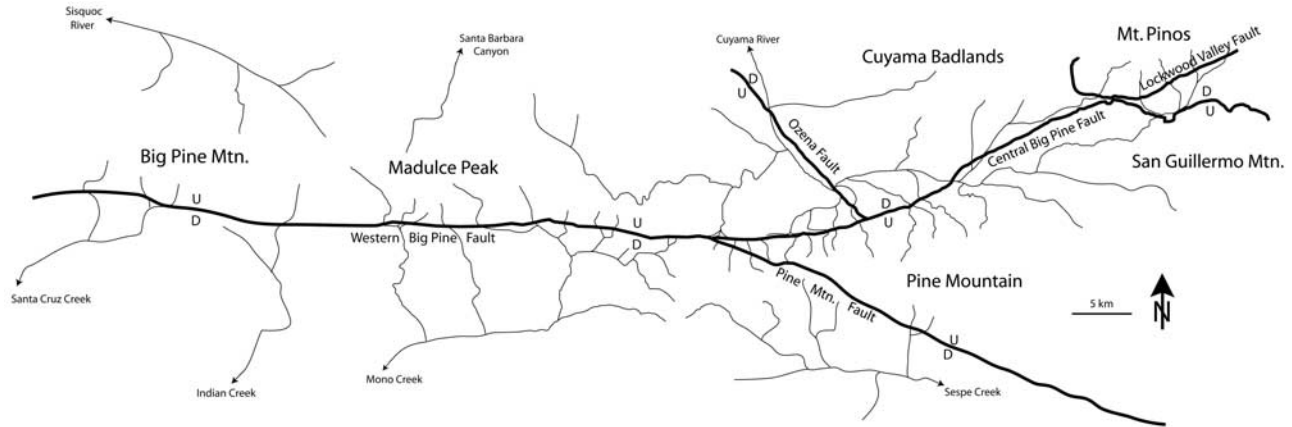 Sisquoc
River
Santa Barbara
Canyon
Cuyama River
Cuyama Badlands
Mt. Pinos
Lockwood Valley Fault
D
U
D
U
Ozena Fault
Central Big Pine Fault
San Guillermo Mtn.
Big Pine Mtn.
Madulce Peak
U
D
U
D
D
U
Western Big Pine Fault
Pine Mtn. Fault
Pine Mountain
5 km
N
Santa Cruz Creek
U
D
Indian Creek
Mono Creek
Sespe Creek